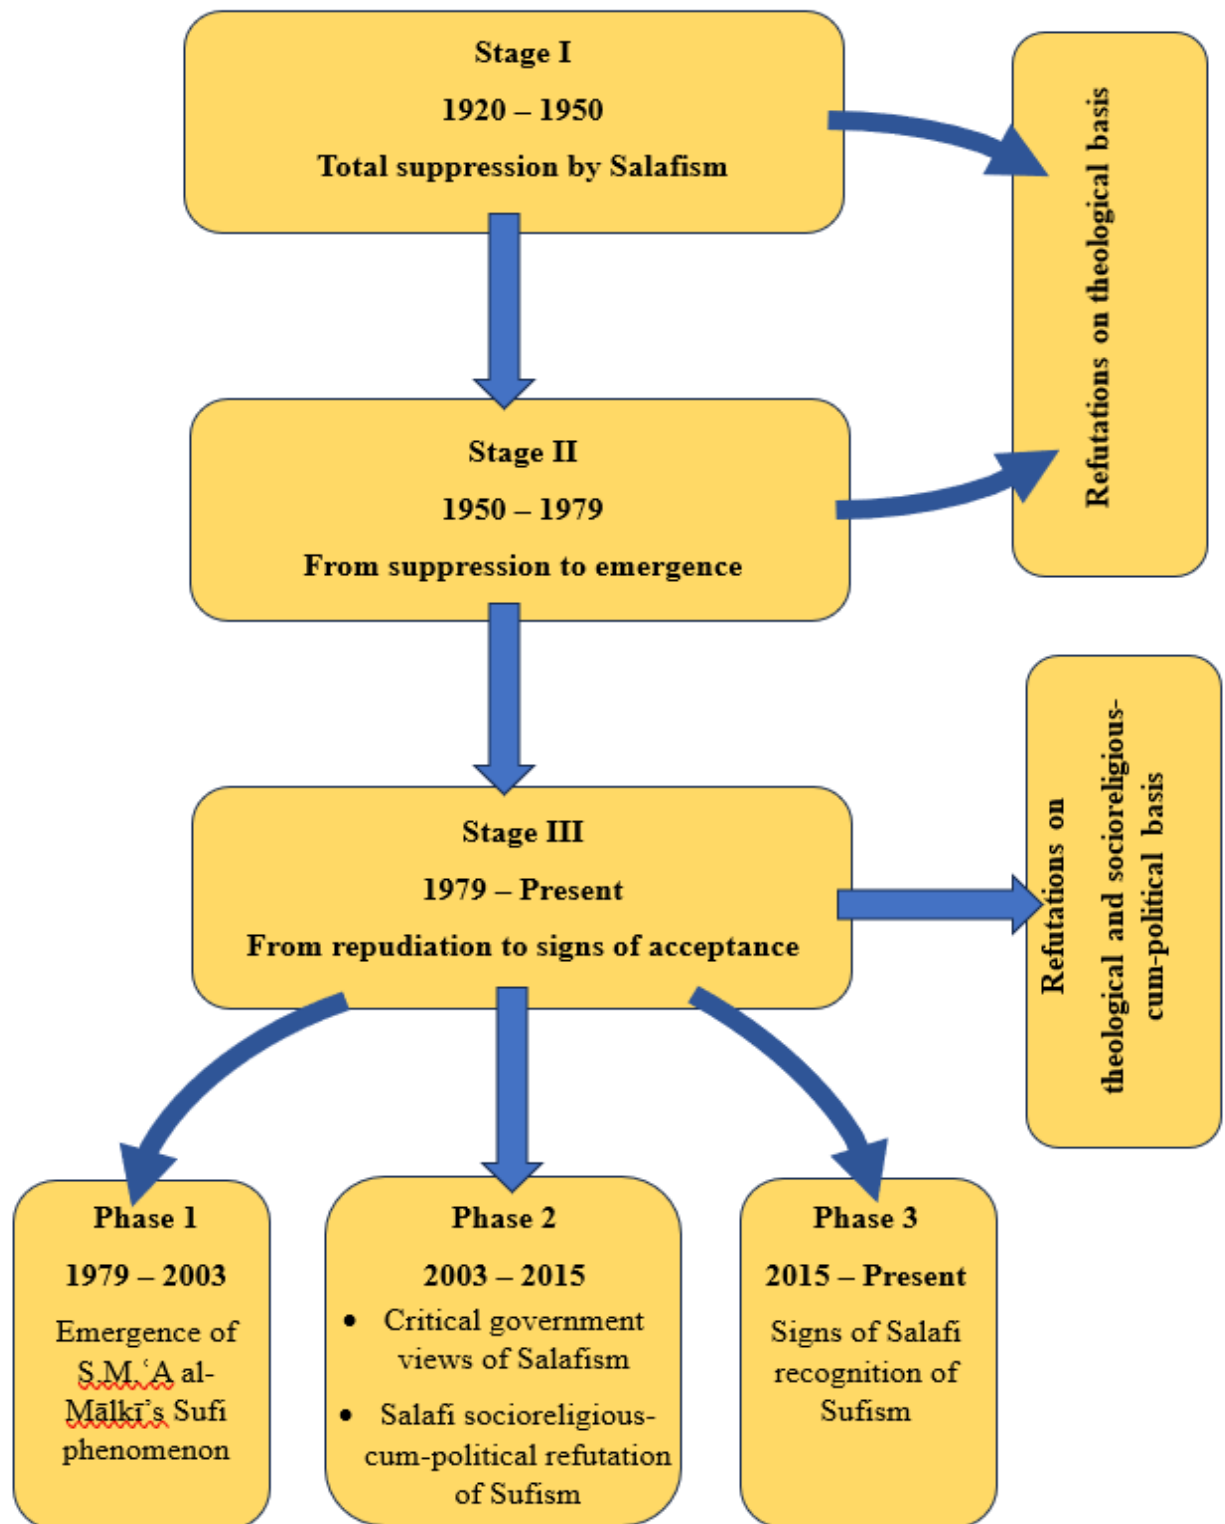 Stage I
1920 – 1950
Total suppression by Salafism
Refutations on theological basis
Stage II
1950 – 1979
From suppression to emergence
Stage III
1979 – Present
From repudiation to signs of acceptance
Refutations on
theological and socioreligious-
cum-political basis
Phase 1
1979 – 2003
Emergence of
S.M. ʿA al-
Mālkī’s Sufi
phenomenon
Phase 2
2003 – 2015
• Critical government
views of Salafism
• Salafi socioreligious-
cum-political refutation
of Sufism
Phase 3
2015 – Present
Signs of Salafi
recognition of
Sufism